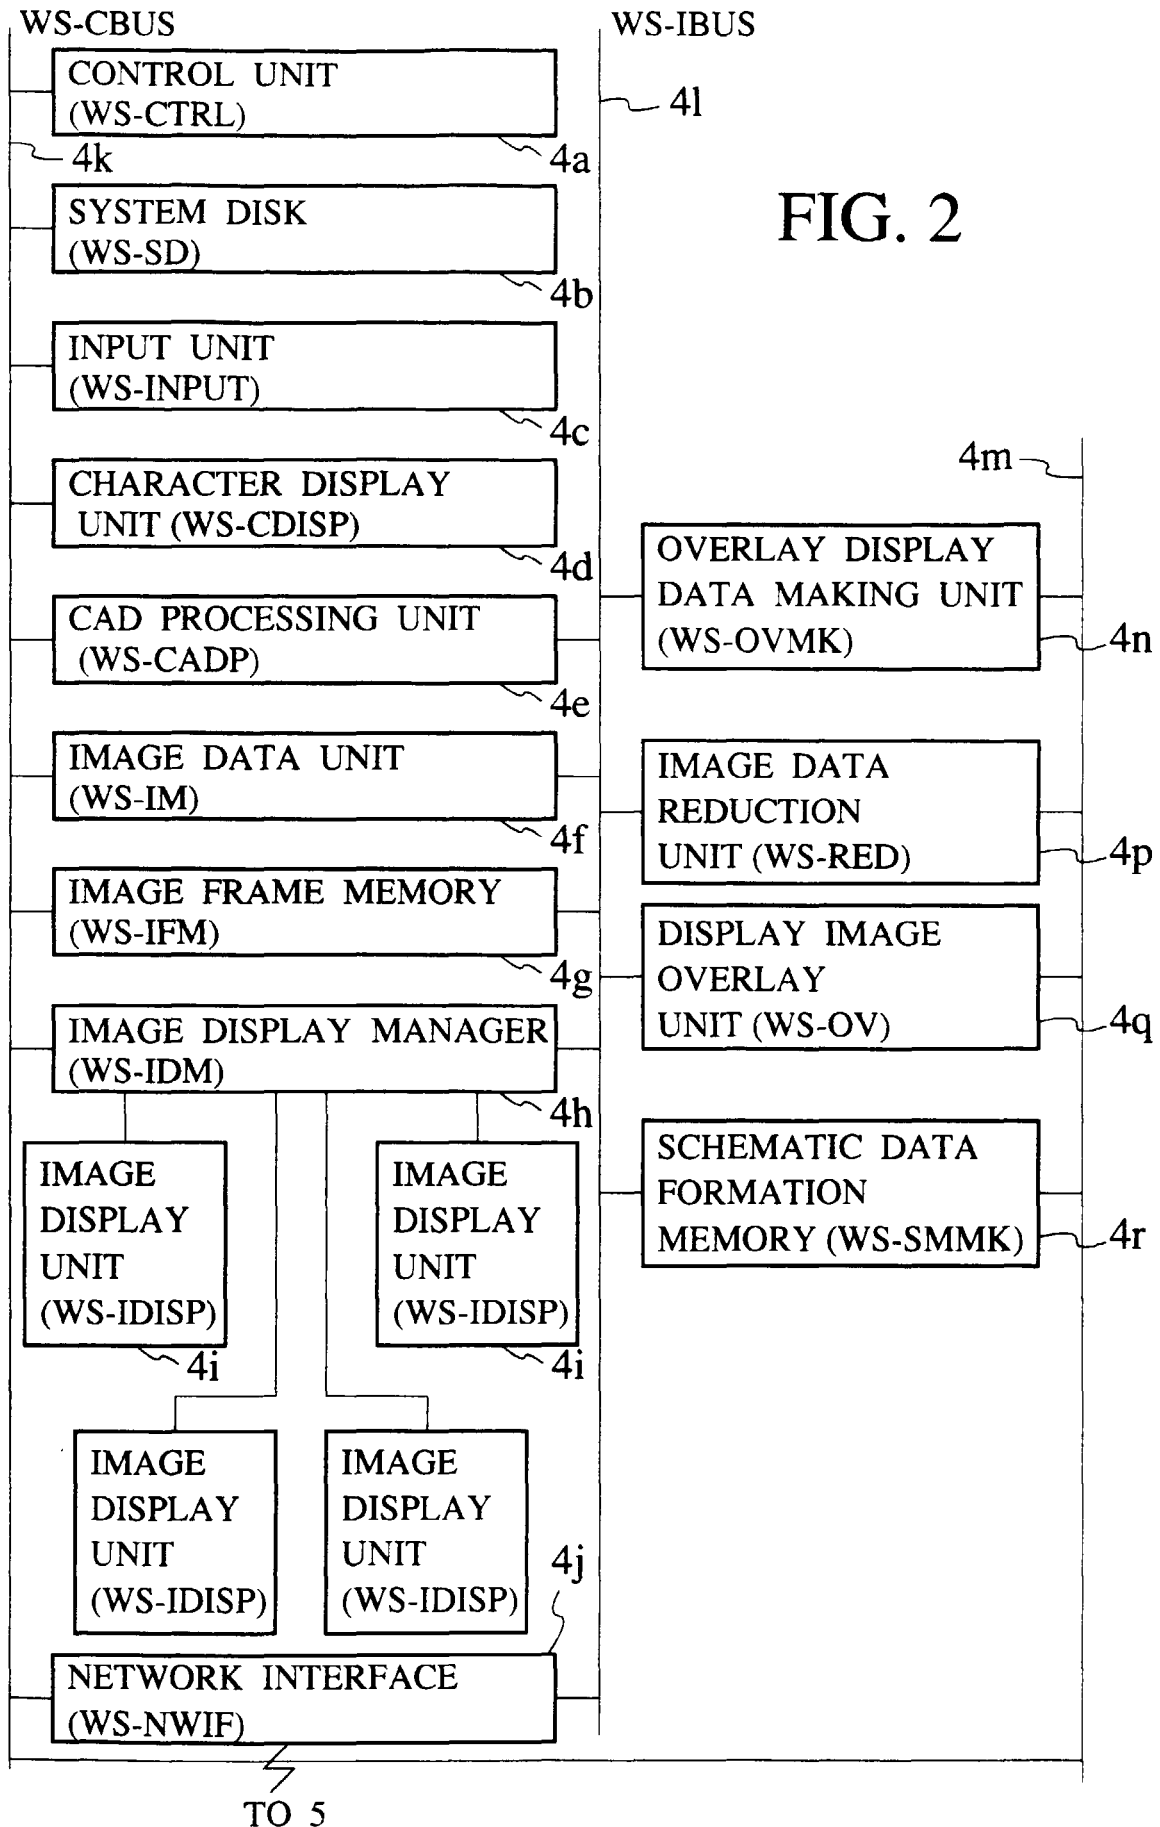 WS-CBUS
WS-IBUS
CONTROL UNIT
(WS-CTRL)
4l
4k
4a
SYSTEM DISK
(WS-SD)
FIG. 2
4b
INPUT UNIT
(WS-INPUT)
4c
CHARACTER DISPLAY
UNIT (WS-CDISP)
4d
4m
OVERLAY DISPLAY
DATA MAKING UNIT
(WS-OVMK)
4n
CAD PROCESSING UNIT
(WS-CADP)
4e
IMAGE DATA UNIT
(WS-IM)
4f
IMAGE DATA
REDUCTION
UNIT (WS-RED)
4p
IMAGE FRAME MEMORY
(WS-IFM)
4g
DISPLAY IMAGE
OVERLAY
UNIT (WS-OV)
4q
IMAGE DISPLAY MANAGER
(WS-IDM)
4h
SCHEMATIC DATA
FORMATION
MEMORY (WS-SMMK)
4r
IMAGE
DISPLAY
UNIT
(WS-IDISP)
4i
IMAGE
DISPLAY
UNIT
(WS-IDISP)
4i
IMAGE
DISPLAY
UNIT
(WS-IDISP)
IMAGE
DISPLAY
UNIT
(WS-IDISP)
4j
NETWORK INTERFACE
(WS-NWIF)
TO 5